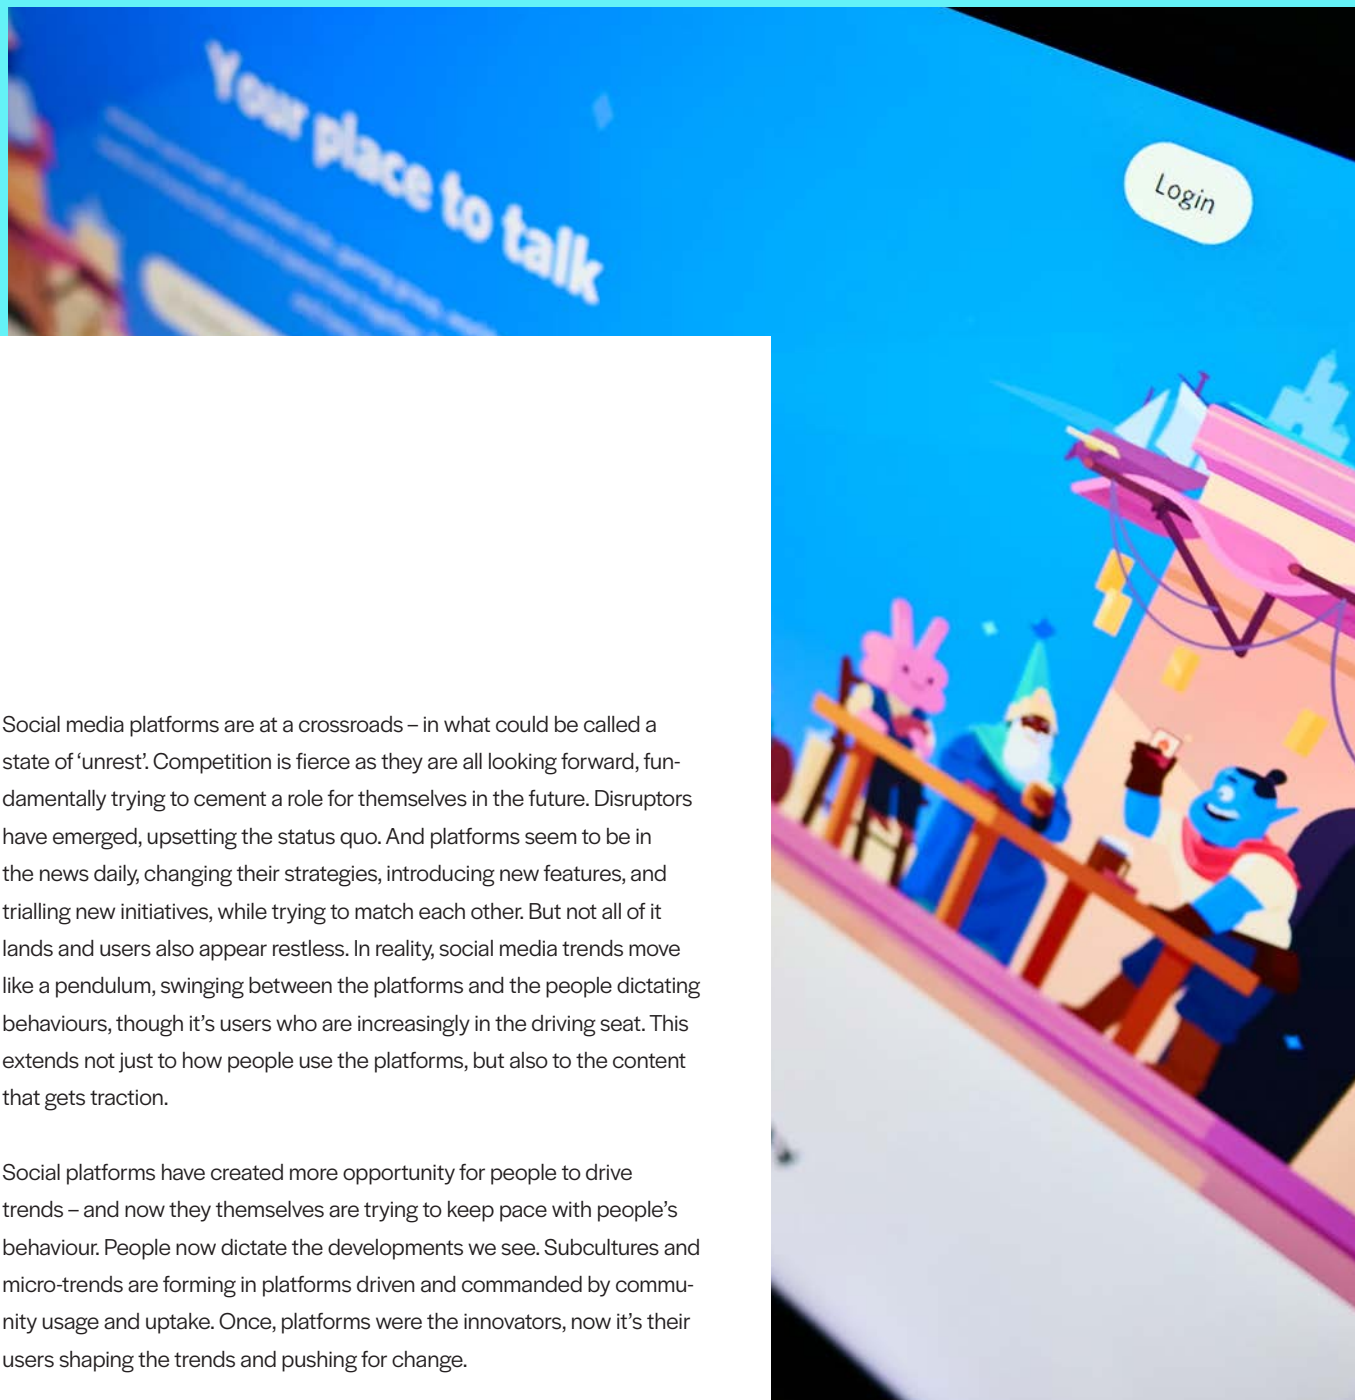 Your place to talk
Login
Social media platforms are at a crossroads – in what could be called a
state of ‘unrest’. Competition is fierce as they are all looking forward, fun-
damentally trying to cement a role for themselves in the future. Disruptors
have emerged, upsetting the status quo. And platforms seem to be in
the news daily, changing their strategies, introducing new features, and
trialling new initiatives, while trying to match each other. But not all of it
lands and users also appear restless. In reality, social media trends move
like a pendulum, swinging between the platforms and the people dictating
behaviours, though it’s users who are increasingly in the driving seat. This
extends not just to how people use the platforms, but also to the content
that gets traction.
Social platforms have created more opportunity for people to drive
trends – and now they themselves are trying to keep pace with people’s
behaviour. People now dictate the developments we see. Subcultures and
micro-trends are forming in platforms driven and commanded by commu-
nity usage and uptake. Once, platforms were the innovators, now it’s their
users shaping the trends and pushing for change.